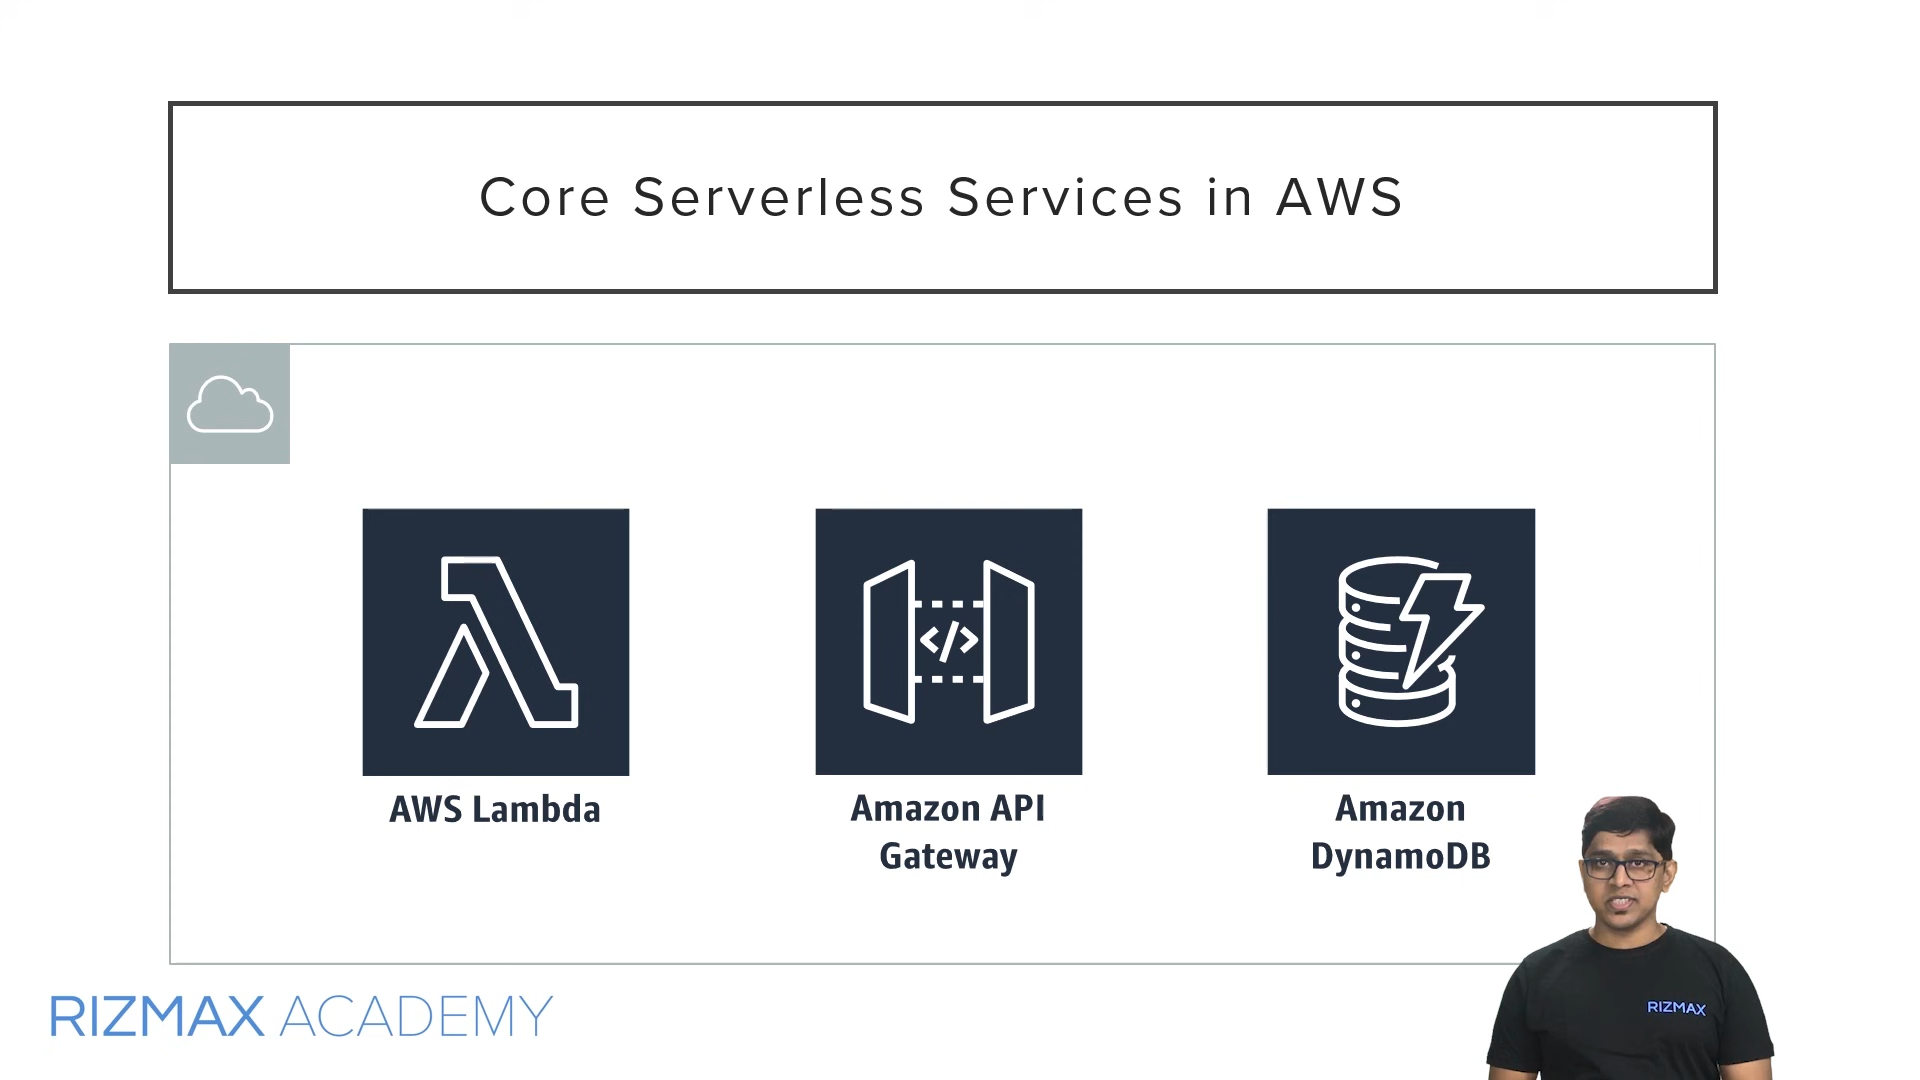 Core Serverless Services in AWS
</>
AWS Lambda
Amazon API
Gateway
Amazon
DynamoDB
RIZMAX ACADEMY
RIZMAX